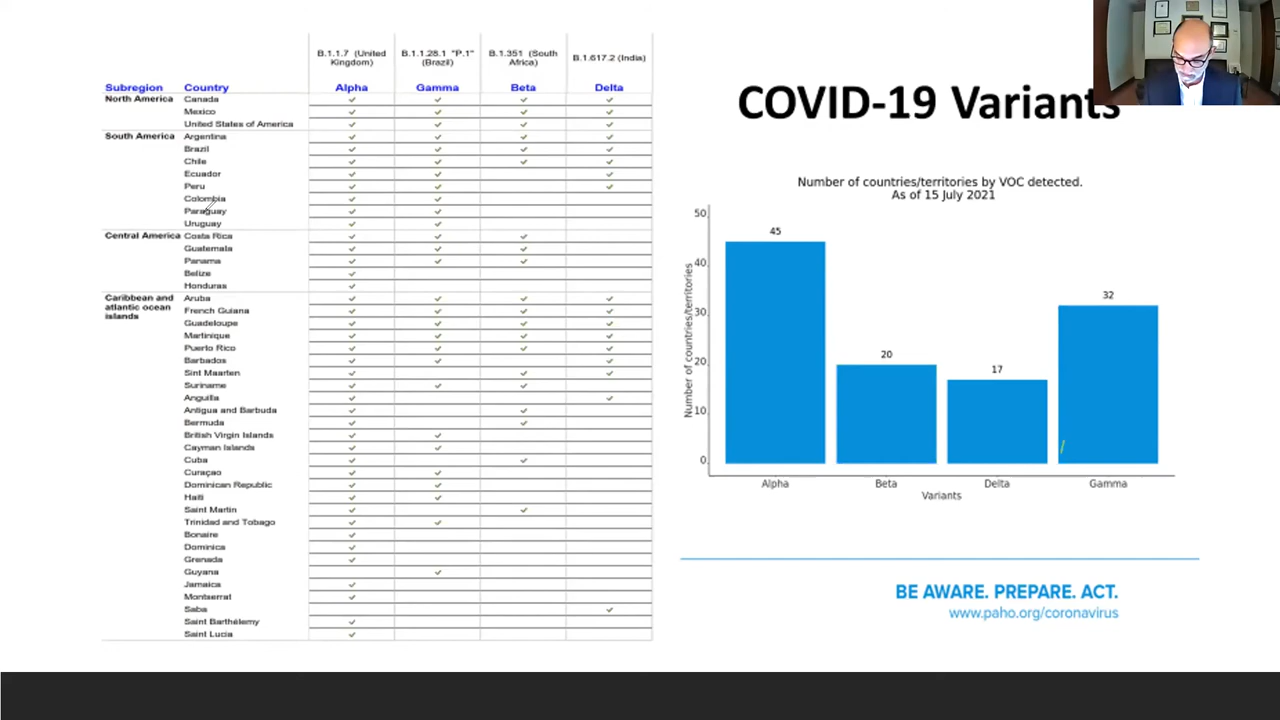 B.1.1.7 (United Kingdom) B.1.1.28.1 "P.1" (Brazil) B.1.351 (South Africa) B.1.617.2 (India)
Subregion Country Alpha Gamma Beta Delta
North America Canada ✓ ✓ ✓ ✓
Mexico ✓ ✓ ✓ ✓
United States of America ✓ ✓ ✓ ✓
South America Argentina ✓ ✓ ✓ ✓
Brazil ✓ ✓ ✓ ✓
Chile ✓ ✓ ✓ ✓
Ecuador ✓ ✓ ✓
Peru ✓ ✓ ✓
Colombia ✓ ✓
Paraguay ✓ ✓
Uruguay ✓ ✓
Central America Costa Rica ✓ ✓ ✓
Guatemala ✓ ✓ ✓
Panama ✓ ✓ ✓
Belize ✓
Honduras ✓
Caribbean and atlantic ocean islands Aruba ✓ ✓ ✓ ✓
French Guiana ✓ ✓ ✓ ✓
Guadeloupe ✓ ✓ ✓ ✓
Martinique ✓ ✓ ✓ ✓
Puerto Rico ✓ ✓ ✓ ✓
Barbados ✓ ✓ ✓
Sint Maarten ✓ ✓ ✓
Suriname ✓ ✓ ✓
Anguilla ✓ ✓
Antigua and Barbuda ✓ ✓
Bermuda ✓ ✓
British Virgin Islands ✓ ✓
Cayman Islands ✓ ✓
Cuba ✓ ✓
Curaçao ✓ ✓
Dominican Republic ✓ ✓
Haiti ✓ ✓
Saint Martin ✓ ✓
Trinidad and Tobago ✓ ✓
Bonaire ✓
Dominica ✓
Grenada ✓
Guyana ✓
Jamaica ✓
Montserrat ✓
Saba ✓
Saint Barthélemy ✓
Saint Lucia ✓
COVID-19 Variants
Number of countries/territories by VOC detected.
As of 15 July 2021
Number of countries/territories
50
40
30
20
10
0
45
20
17
32
Alpha Beta Delta Gamma
Variants
BE AWARE. PREPARE. ACT.
www.paho.org/coronavirus